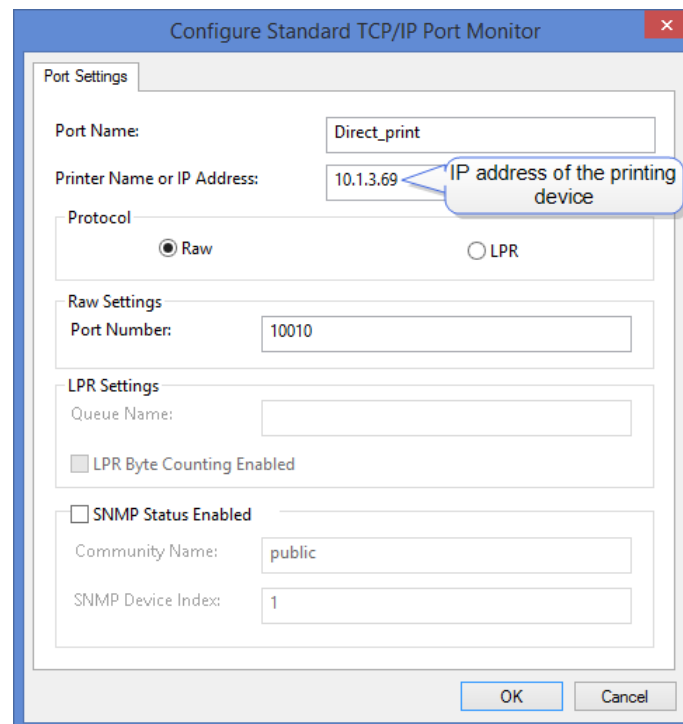 Configure Standard TCP/IP Port Monitor
Port Settings
Port Name:
Direct_print
Printer Name or IP Address:
10.1.3.69
IP address of the printing
device
Protocol
Raw
LPR
Raw Settings
Port Number:
10010
LPR Settings
Queue Name:
LPR Byte Counting Enabled
SNMP Status Enabled
Community Name:
public
SNMP Device Index:
1
OK
Cancel